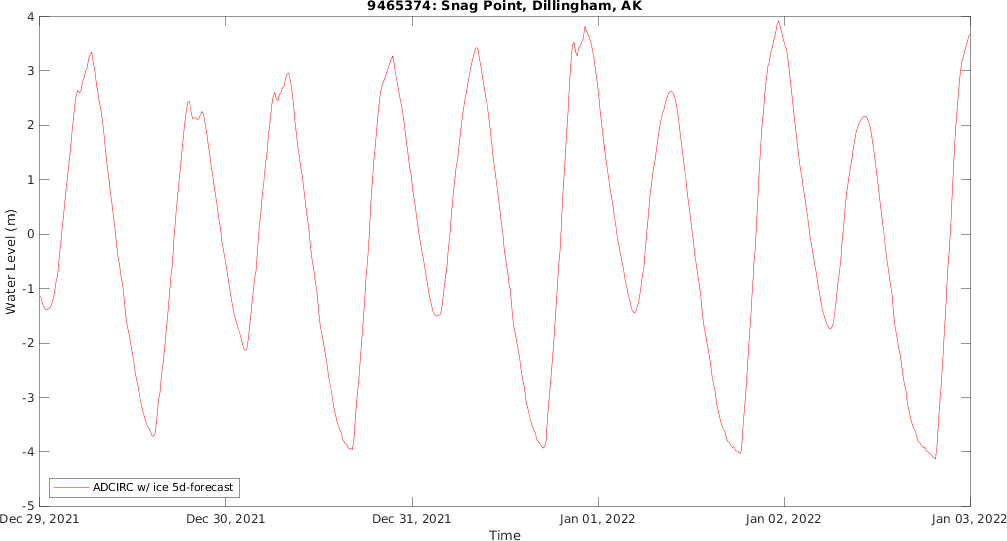 9465374: Snag Point, Dillingham, AK
4
3
2
1
0
-1
-2
-3
-4
-5
Water Level (m)
ADCIRC w/ ice 5d-forecast
Dec 29, 2021 Dec 30, 2021 Dec 31, 2021 Jan 01, 2022 Jan 02, 2022 Jan 03, 2022
Time